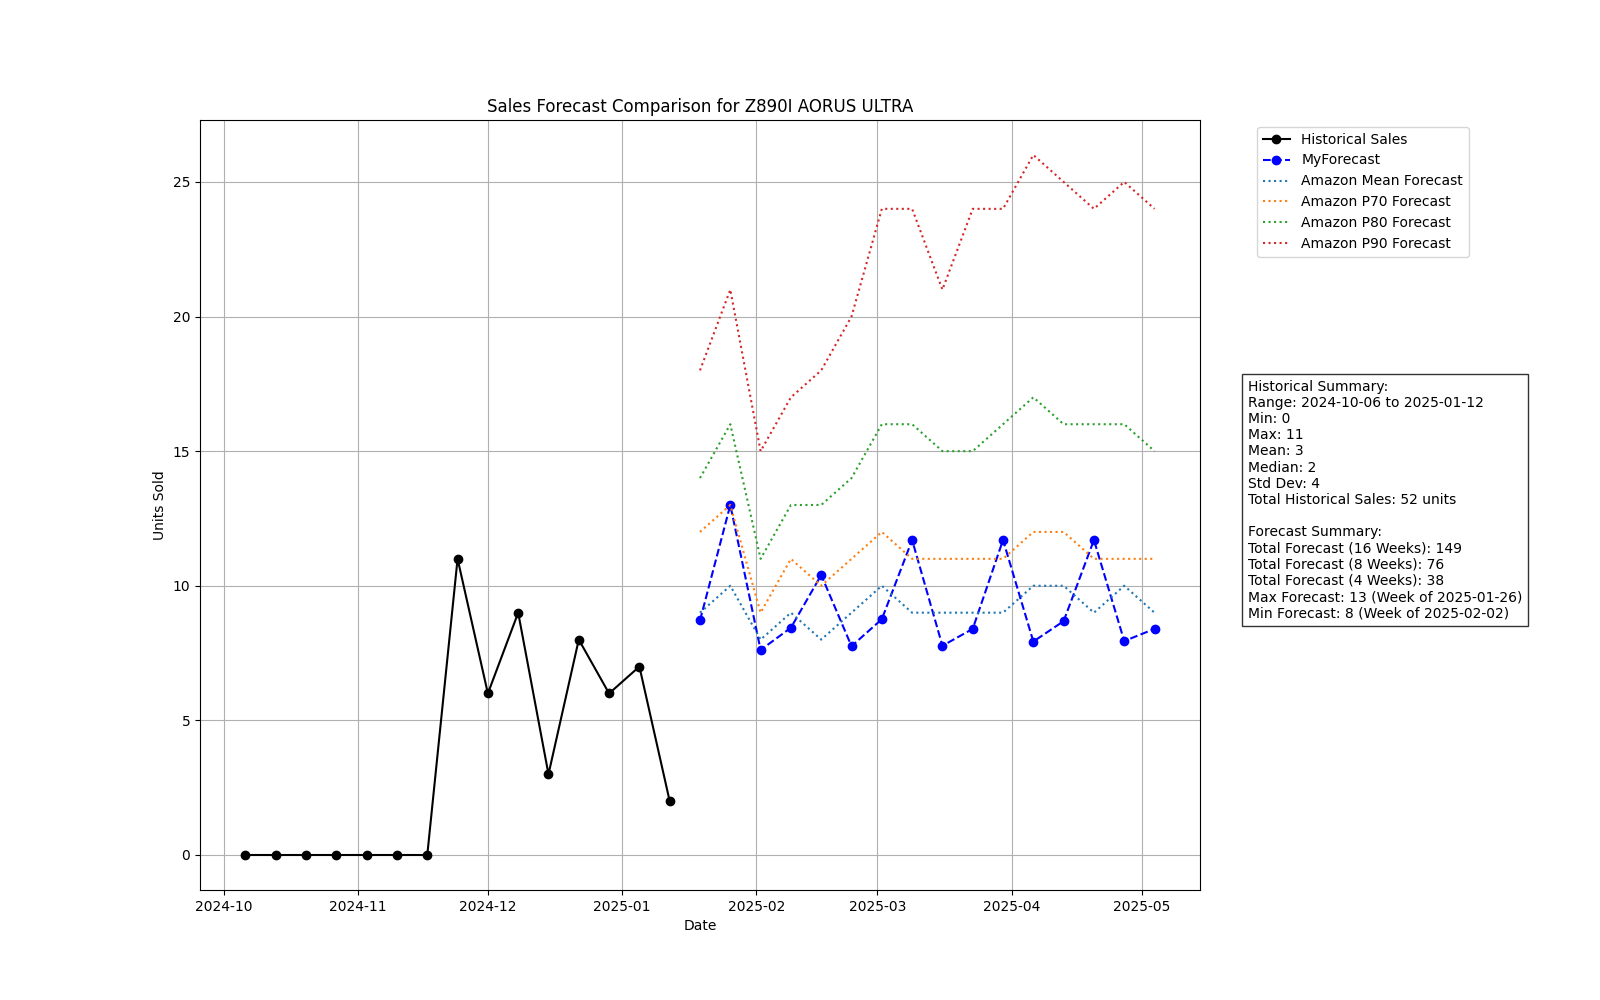 Sales Forecast Comparison for Z890I AORUS ULTRA
Historical Sales
MyForecast
Amazon Mean Forecast
Amazon P70 Forecast
Amazon P80 Forecast
Amazon P90 Forecast
25
20
15
10
5
0
Units Sold
2024-10
2024-11
2024-12
2025-01
2025-02
2025-03
2025-04
2025-05
Date
Historical Summary:
Range: 2024-10-06 to 2025-01-12
Min: 0
Max: 11
Mean: 3
Median: 2
Std Dev: 4
Total Historical Sales: 52 units
Forecast Summary:
Total Forecast (16 Weeks): 149
Total Forecast (8 Weeks): 76
Total Forecast (4 Weeks): 38
Max Forecast: 13 (Week of 2025-01-26)
Min Forecast: 8 (Week of 2025-02-02)